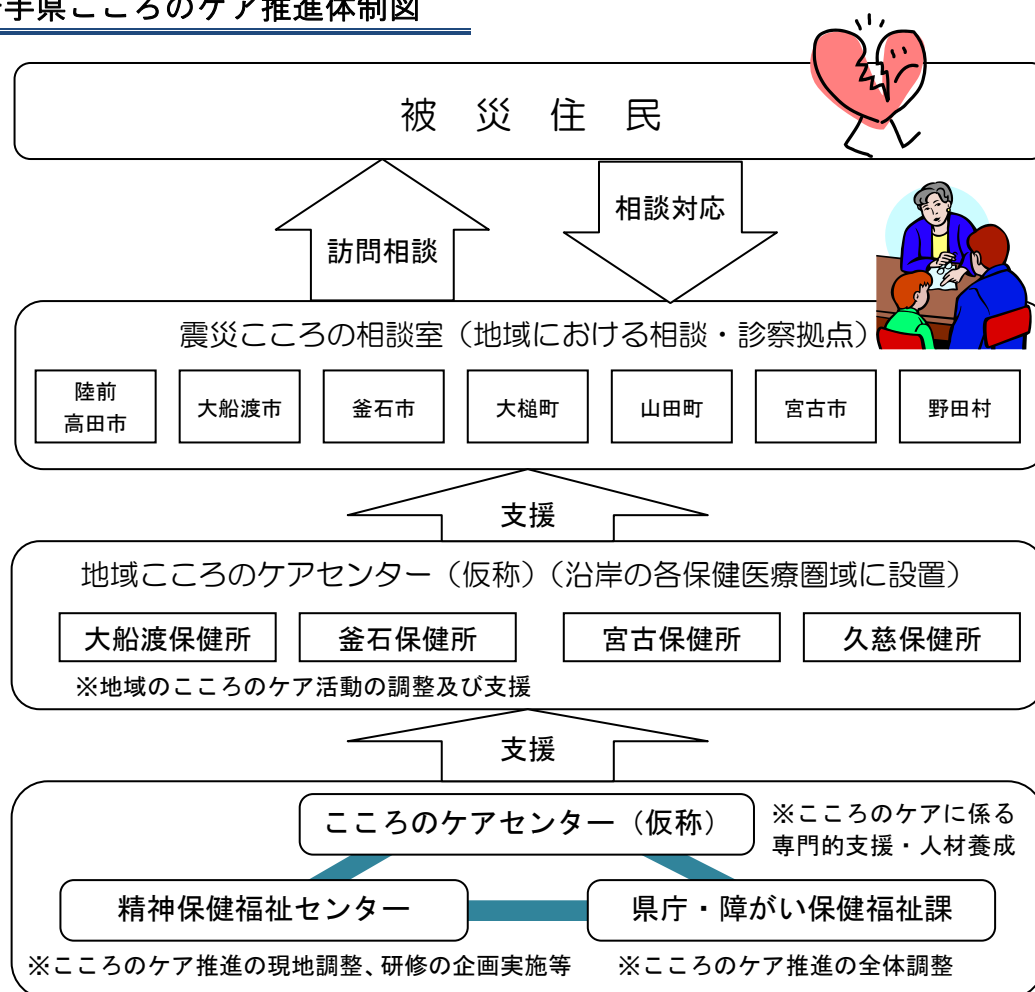 手県こころのケア推進体制図
被災住民
訪問相談
相談対応
震災こころの相談室（地域における相談・診察拠点）
陸前
高田市
大船渡市
釜石市
大槌町
山田町
宮古市
野田村
支援
地域こころのケアセンター（仮称）（沿岸の各保健医療圏域に設置）
大船渡保健所
釜石保健所
宮古保健所
久慈保健所
※地域のこころのケア活動の調整及び支援
支援
こころのケアセンター（仮称）
※こころのケアに係る
専門的支援・人材養成
精神保健福祉センター
県庁・障がい保健福祉課
※こころのケア推進の現地調整、研修の企画実施等
※こころのケア推進の全体調整